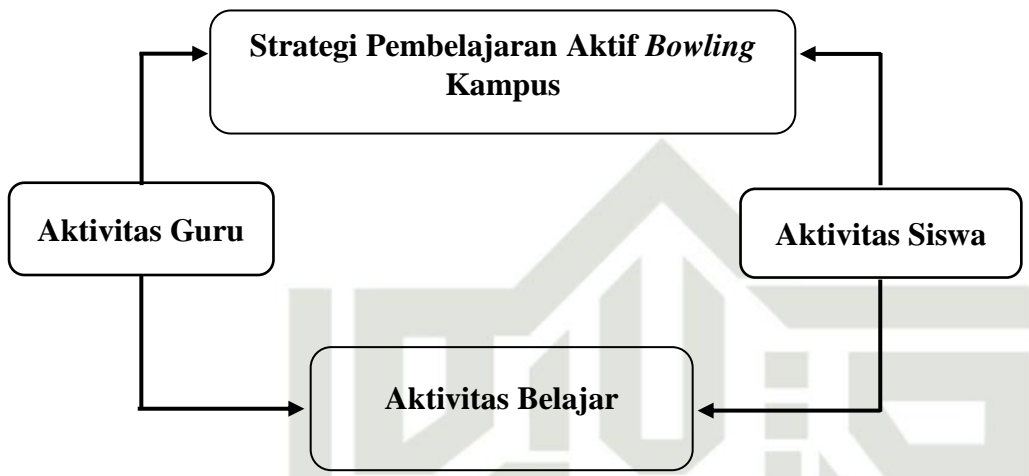 Strategi Pembelajaran Aktif Bowling
Kampus
Aktivitas Guru
Aktivitas Siswa
Aktivitas Belajar